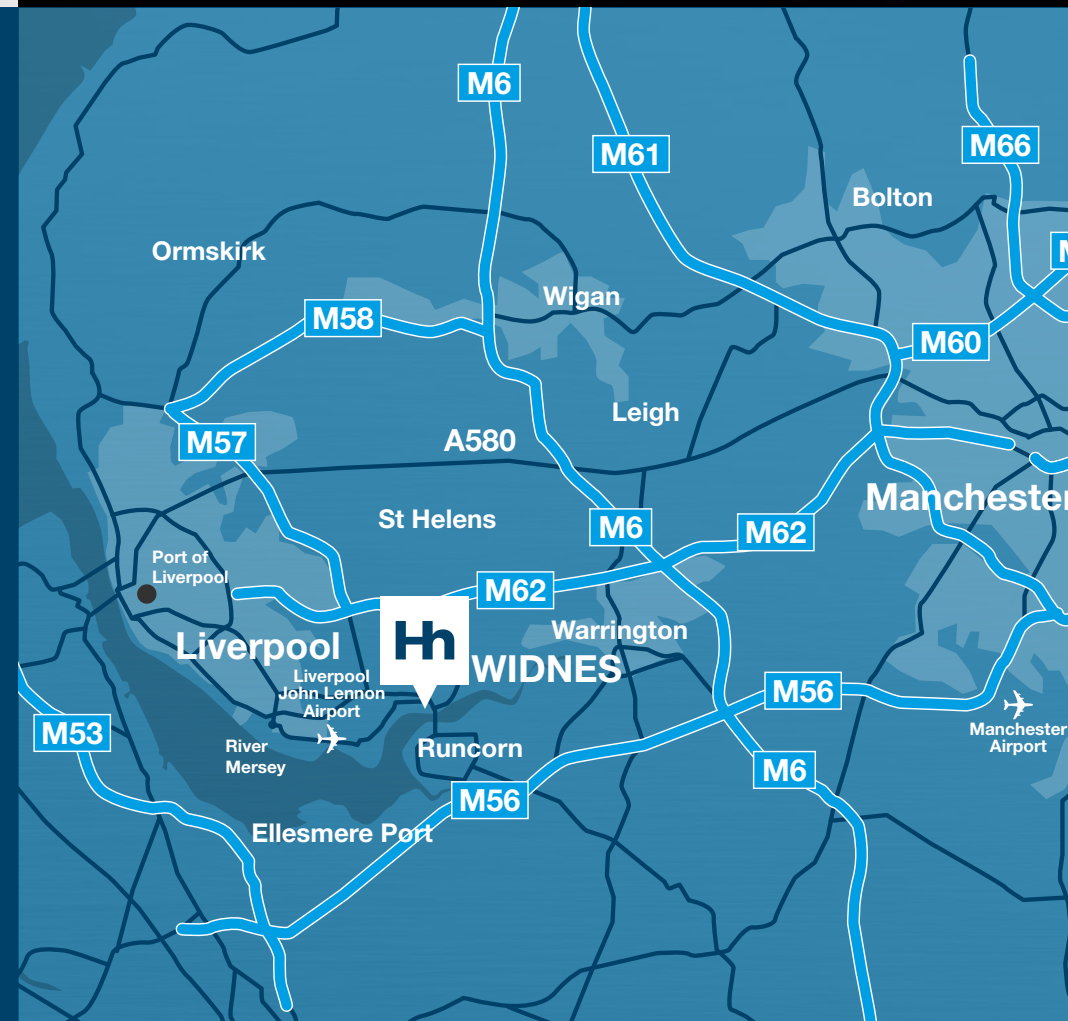 M6
M61
M66
Bolton
Ormskirk
M
Wigan
M58
M60
Leigh
M57
A580
Manchester
St Helens
M6
M62
Port of
Liverpool
M62
Warrington
Hh
Liverpool
WIDNES
Liverpool
John Lennon
Airport
M56
M53
Manchester
Airport
River
Mersey
Runcorn
M6
M56
Ellesmere Port